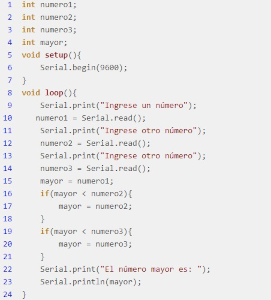 1 int numero1;
2 int numero2;
3 int numero3;
4 int mayor;
5 void setup(){
6 Serial.begin(9600);
7 }
8 void loop(){
9 Serial.print("Ingrese un número");
10 numero1 = Serial.read();
11 Serial.print("Ingrese otro número");
12 numero2 = Serial.read();
13 Serial.print("Ingrese otro número");
14 numero3 = Serial.read();
15 mayor = numero1;
16 if(mayor < numero2){
17 mayor = numero2;
18 }
19 if(mayor < numero3){
20 mayor = numero3;
21 }
22 Serial.print("El número mayor es: ");
23 Serial.println(mayor);
24 }